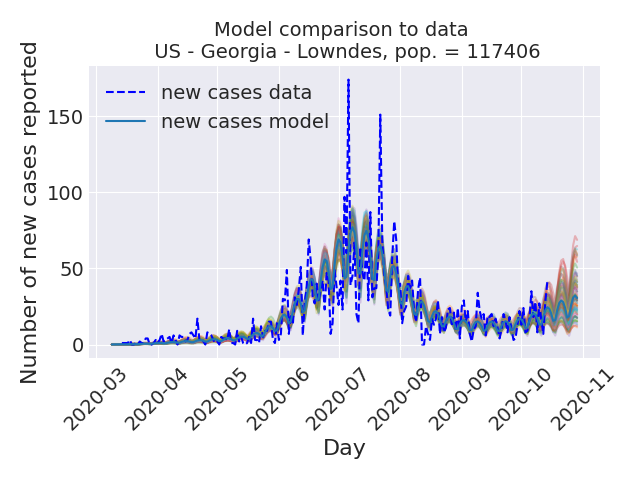 Model comparison to data
US - Georgia - Lowndes, pop. = 117406
Number of new cases reported
new cases data
new cases model
150
100
50
0
2020-03
2020-04
2020-05
2020-06
2020-07
2020-08
2020-09
2020-10
2020-11
Day